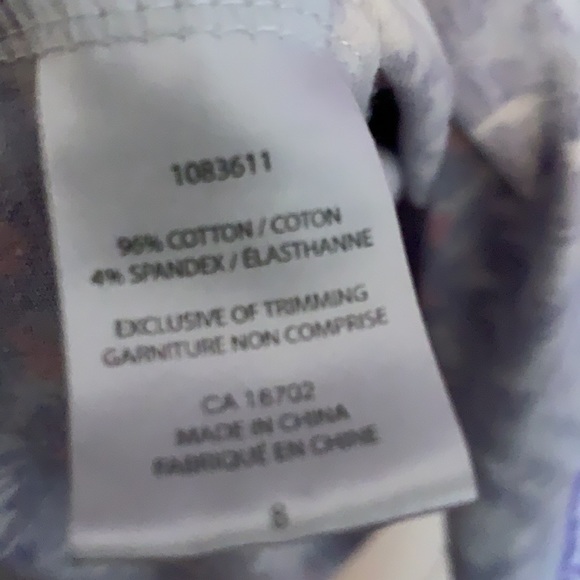 1083611
96% COTTON / COTON
4% SPANDEX / ÉLASTHANNE
EXCLUSIVE OF TRIMMING
GARNITURE NON COMPRISE
CA 16702
MADE IN CHINA
FABRIQUÉ EN CHINE